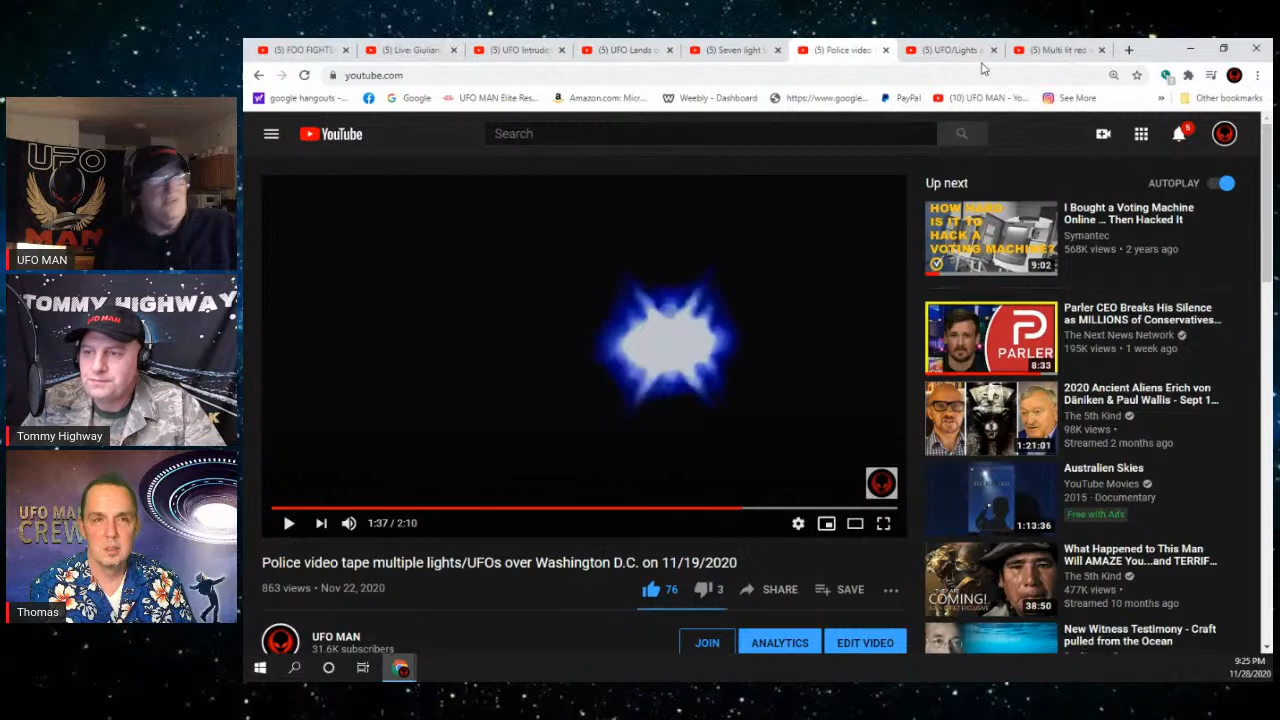 (5) FOO FIGHTE
(5) Live: Giulian
(5) UFO Intrude
(5) UFO Lands o
(5) Seven light U
(5) Police video
(5) UFO/Lights o
(5) Multi lit red
youtube.com
google hangouts -...
Google
UFO MAN Elite Res...
Amazon.com: Micr...
Weebly - Dashboard
https://www.google...
PayPal
(10) UFO MAN - Yo...
See More
»
Other bookmarks
YouTube
Search
5
UFO
MAN
UFO MAN
TOMMY HIGHWAY
UFO MAN
Tommy Highway
UFO MAN
CREW
Thomas
1:37 / 2:10
Police video tape multiple lights/UFOs over Washington D.C. on 11/19/2020
863 views • Nov 22, 2020
76
3
SHARE
SAVE
UFO MAN
31.6K subscribers
JOIN
ANALYTICS
EDIT VIDEO
Up next
AUTOPLAY
HOW HARD
IS IT TO
HACK A
VOTING MACHINE?
9:02
I Bought a Voting Machine
Online ... Then Hacked It
Symantec
568K views • 2 years ago
PARLER
8:33
Parler CEO Breaks His Silence
as MILLIONS of Conservatives...
The Next News Network
195K views • 1 week ago
1:21:01
2020 Ancient Aliens Erich von
Däniken & Paul Wallis - Sept 1...
The 5th Kind
98K views •
Streamed 2 months ago
1:13:36
Australien Skies
YouTube Movies
2015 • Documentary
Free with Ads
COMING!
38:50
What Happened to This Man
Will AMAZE You...and TERRIF...
The 5th Kind
477K views •
Streamed 10 months ago
New Witness Testimony - Craft
pulled from the Ocean
9:25 PM
11/28/2020